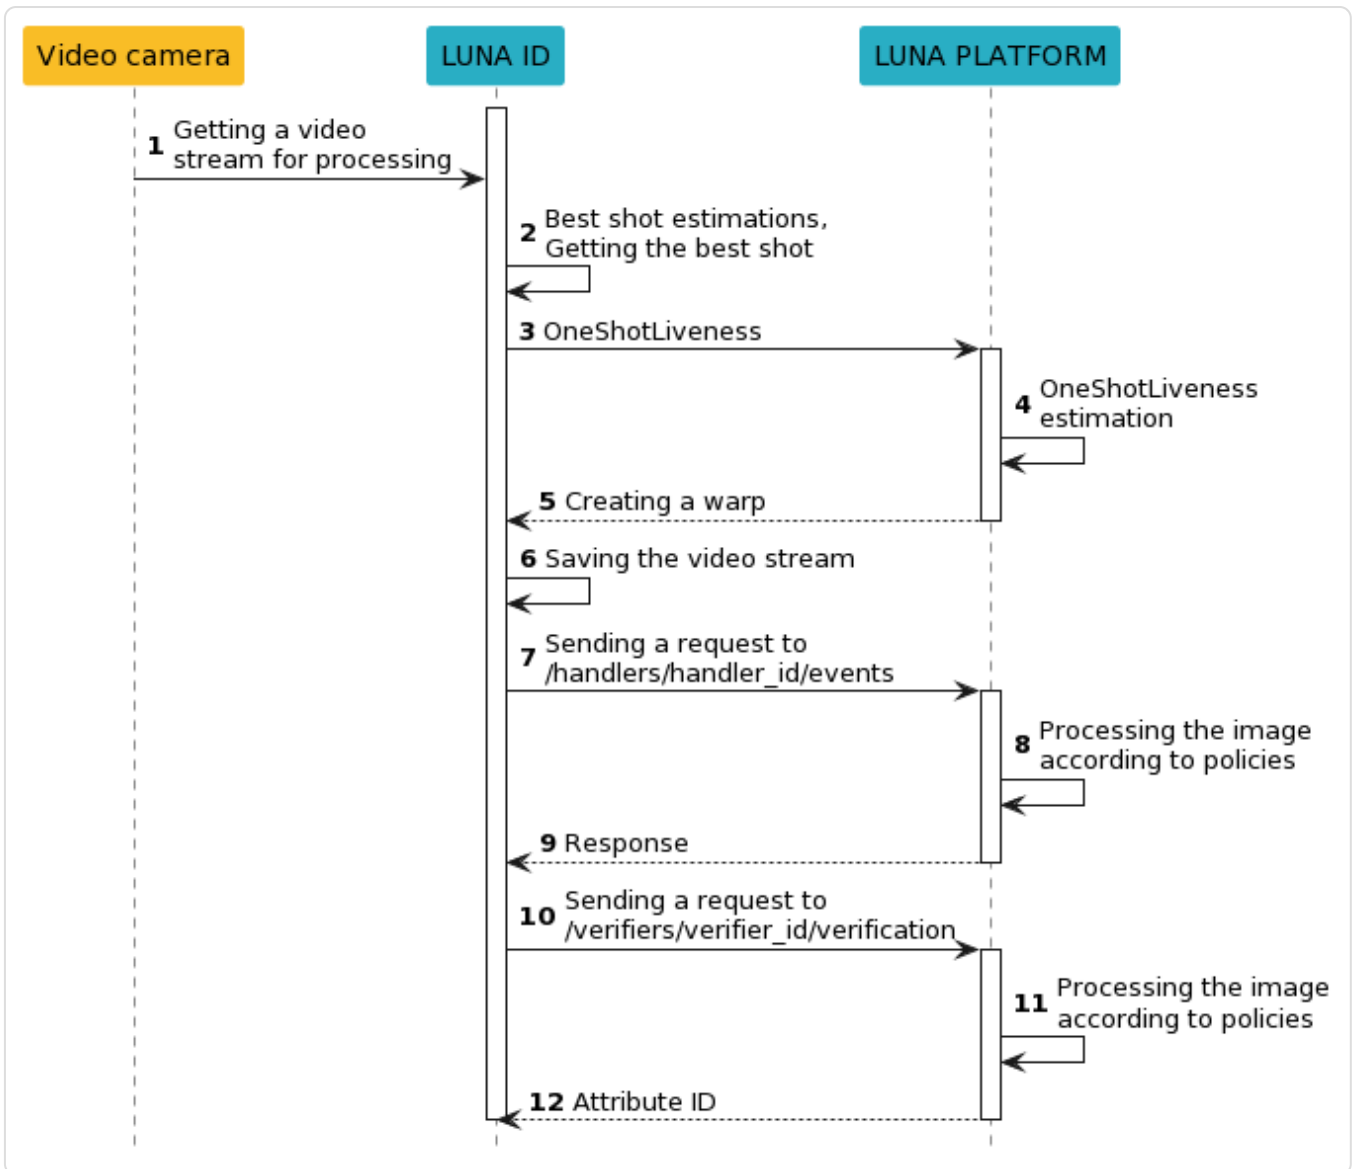 Video camera
LUNA ID
LUNA PLATFORM
1 Getting a video
stream for processing
2 Best shot estimations,
Getting the best shot
3 OneShotLiveness
4 OneShotLiveness
estimation
5 Creating a warp
6 Saving the video stream
7 Sending a request to
/handlers/handler_id/events
8 Processing the image
according to policies
9 Response
10 Sending a request to
/verifiers/verifier_id/verification
11 Processing the image
according to policies
12 Attribute ID